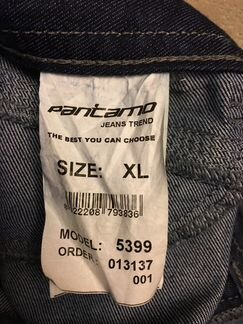 Pantamo
JEANS TREND
THE BEST YOU CAN CHOOSE
SIZE: XL
MODEL: 5399
ORDER: 013137
001